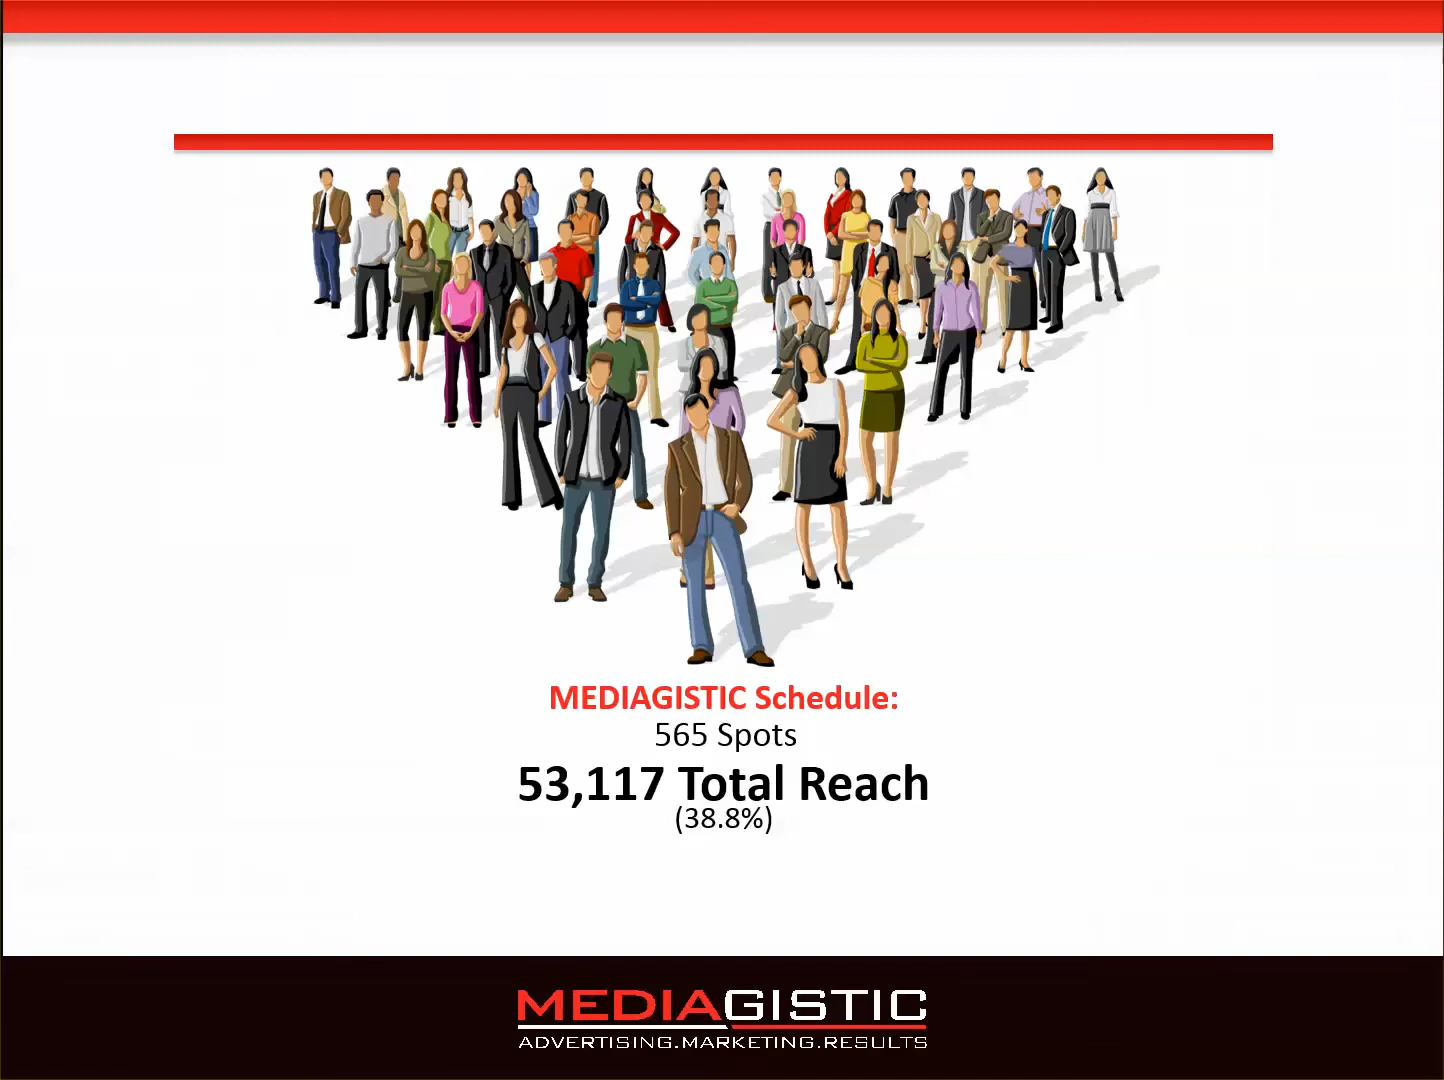 MEDIAGISTIC Schedule:
565 Spots
53,117 Total Reach
(38.8%)
MEDIAGISTIC
ADVERTISING.MARKETING.RESULTS